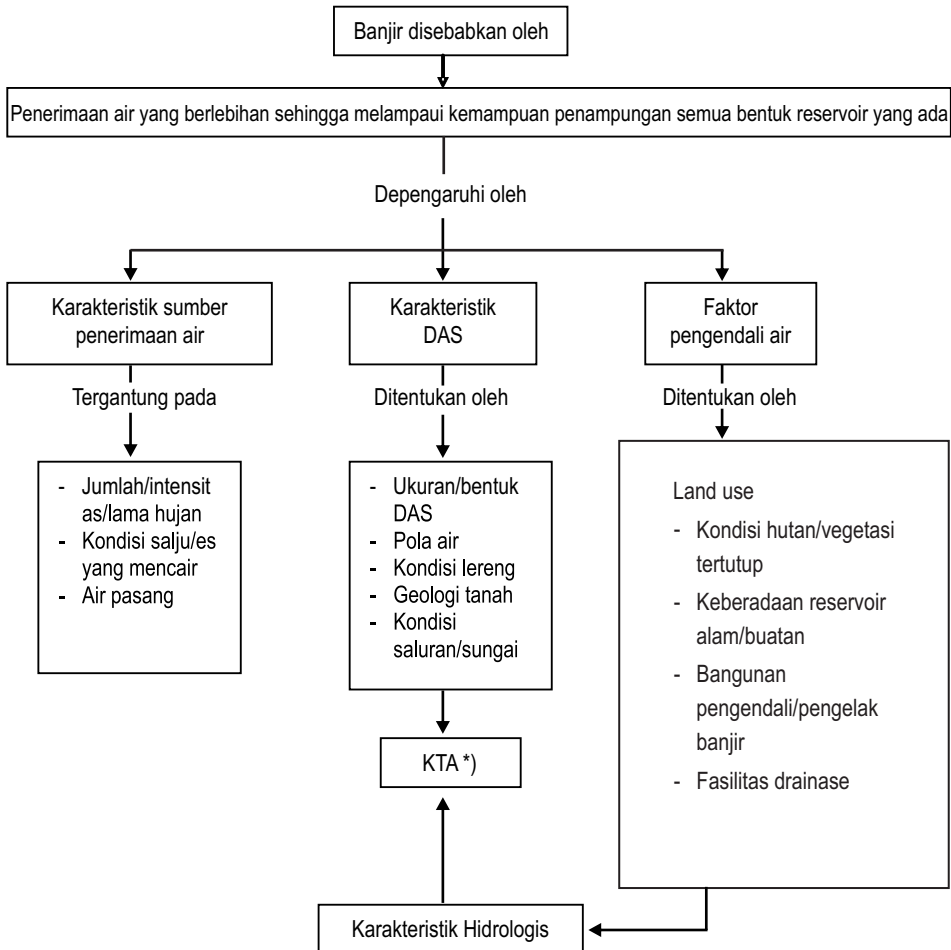 Banjir disebabkan oleh
Penerimaan air yang berlebihan sehingga melampaui kemampuan penampungan semua bentuk reservoir yang ada
Depengaruhi oleh
Karakteristik sumber
penerimaan air
Tergantung pada
- Jumlah/intensit
as/lama hujan
- Kondisi salju/es
yang mencair
- Air pasang
Karakteristik
DAS
Ditentukan oleh
- Ukuran/bentuk
DAS
- Pola air
- Kondisi lereng
- Geologi tanah
- Kondisi
saluran/sungai
KTA *)
Faktor
pengendali air
Ditentukan oleh
Land use
- Kondisi hutan/vegetasi
tertutup
- Keberadaan reservoir
alam/buatan
- Bangunan
pengendali/pengelak
banjir
- Fasilitas drainase
Karakteristik Hidrologis